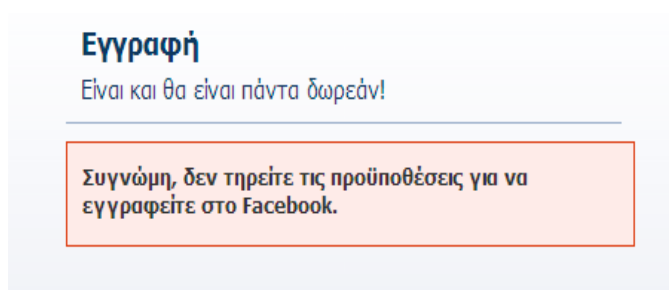 Εγγραφή
Είναι και θα είναι πάντα δωρεάν!
Συγνώμη, δεν τηρείτε τις προϋποθέσεις για να
εγγραφείτε στο Facebook.